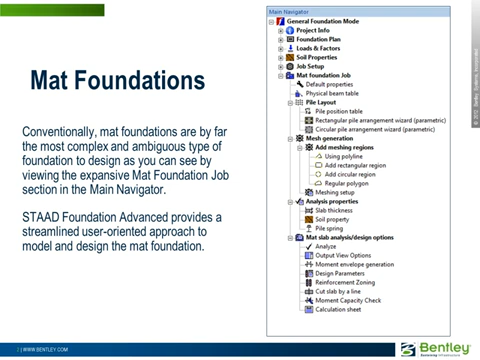 Mat Foundations
Conventionally, mat foundations are by far
the most complex and ambiguous type of
foundation to design as you can see by
viewing the expansive Mat Foundation Job
section in the Main Navigator.
STAAD Foundation Advanced provides a
streamlined user-oriented approach to
model and design the mat foundation.
Main Navigator
General Foundation Mode
Project Info
Foundation Plan
Loads & Factors
Soil Properties
Job Setup
Mat foundation Job
Default properties
Physical beam table
Pile Layout
Pile position table
Rectangular pile arrangement wizard (parametric)
Circular pile arrangement wizard (parametric)
Mesh generation
Add meshing regions
Using polyline
Add rectangular region
Add circular region
Regular polygon
Meshing setup
Analysis properties
Slab thickness
Soil property
Pile spring
Mat slab analysis/design options
Analyze
Output View Options
Moment envelope generation
Design Parameters
Reinforcement Zoning
Cut slab by a line
Moment Capacity Check
Calculation sheet
| WWW.BENTLEY.COM
Bentley